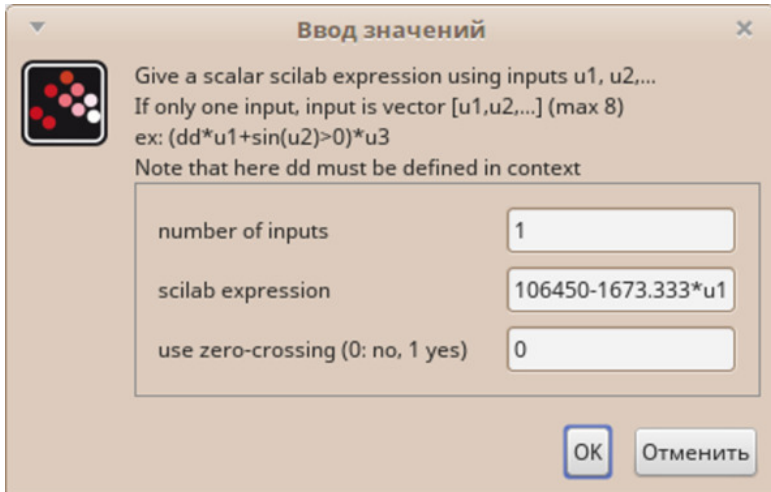 Ввод значений
Give a scalar scilab expression using inputs u1, u2,...
If only one input, input is vector [u1,u2,...] (max 8)
ex: (dd*u1+sin(u2)>0)*u3
Note that here dd must be defined in context
number of inputs 1
scilab expression 106450-1673.333*u1
use zero-crossing (0: no, 1 yes) 0
OK Отменить